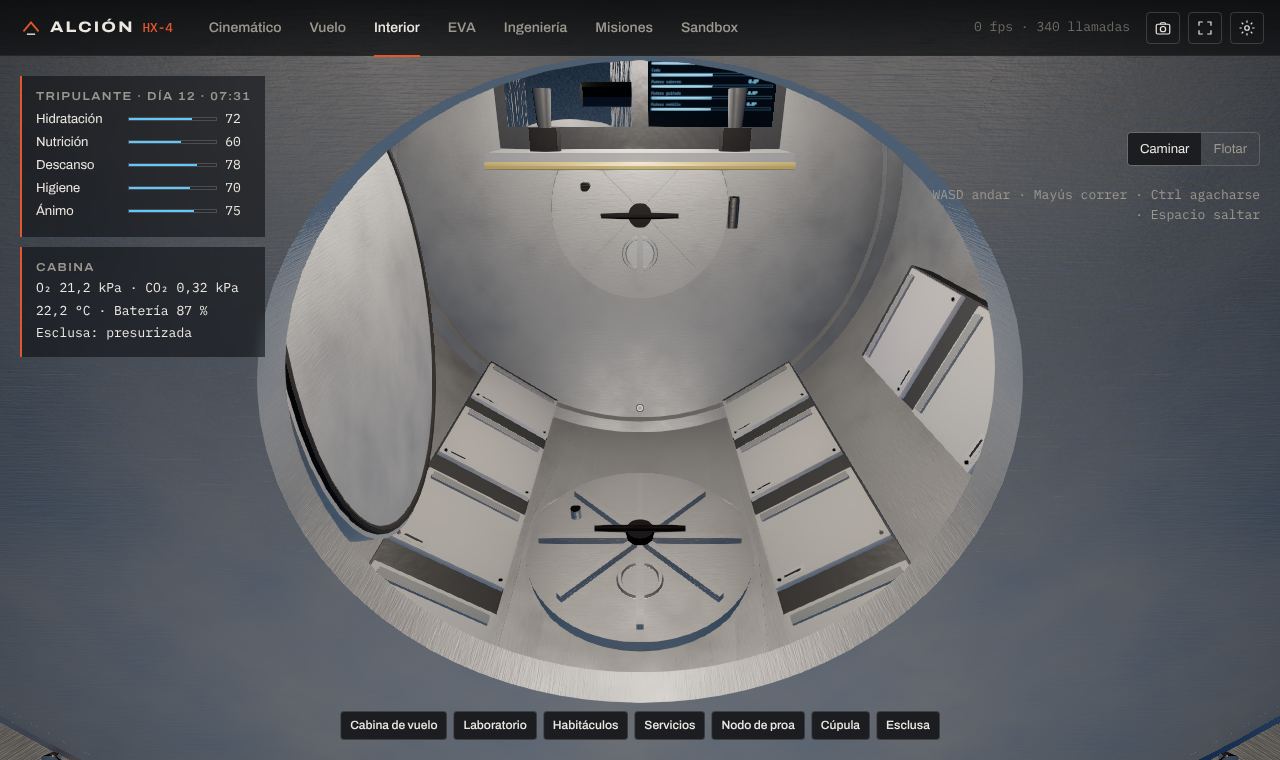 ALCIÓN HX-4 Cinemático Vuelo Interior EVA Ingeniería Misiones Sandbox 0 fps · 340 llamadas
TRIPULANTE · DÍA 12 · 07:31
Hidratación 72
Nutrición 60
Descanso 78
Higiene 70
Ánimo 75
CABINA
O₂ 21,2 kPa · CO₂ 0,32 kPa
22,2 °C · Batería 87 %
Esclusa: presurizada
Caminar Flotar
WASD andar · Mayús correr · Ctrl agacharse
· Espacio saltar
Cabina de vuelo Laboratorio Habitáculos Servicios Nodo de proa Cúpula Esclusa